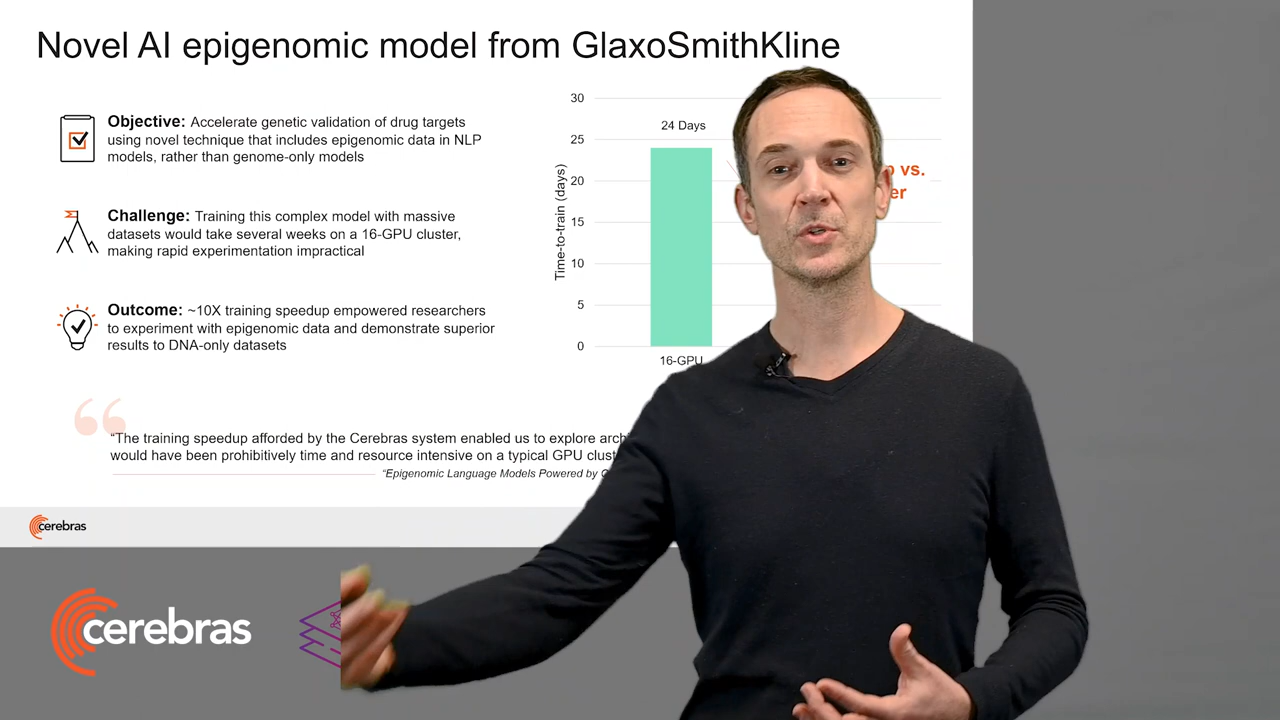 Novel AI epigenomic model from GlaxoSmithKline
Objective: Accelerate genetic validation of drug targets
using novel technique that includes epigenomic data in NLP
models, rather than genome-only models
Challenge: Training this complex model with massive
datasets would take several weeks on a 16-GPU cluster,
making rapid experimentation impractical
Outcome: ~10X training speedup empowered researchers
to experiment with epigenomic data and demonstrate superior
results to DNA-only datasets
Time-to-train (days)
30
25
20
15
10
5
0
24 Days
16-GPU
vs.
“The training speedup afforded by the Cerebras system enabled us to explore
would have been prohibitively time and resource intensive on a typical GPU
“Epigenomic Language Models Powered by
cerebras
cerebras